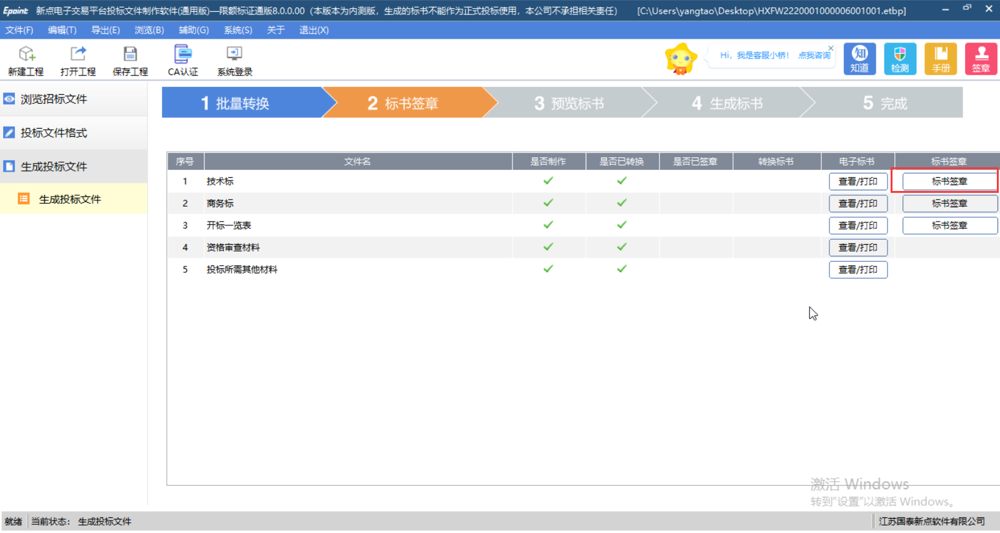 Epoint 新点电子交易平台投标文件制作软件(通用版)—限额标证通版8.0.0.00（本版本为内测版，生成的标书不能作为正式投标使用，本公司不承担相关责任） [C:\Users\yangtao\Desktop\HXFW2220001000006001001.etbp]
文件(F) 编辑(T) 导出(E) 浏览(B) 辅助(G) 系统(S) 关于 退出(X)
新建工程 打开工程 保存工程 CA认证 系统登录
Hi，我是客服小桥！ 点我咨询
知
知道 检测 手册 签章
浏览招标文件
投标文件格式
生成投标文件
生成投标文件
1 批量转换 2 标书签章 3 预览标书 4 生成标书 5 完成
序号 文件名 是否制作 是否已转换 是否已签章 转换标书 电子标书 标书签章
1 技术标 查看/打印 标书签章
2 商务标 查看/打印 标书签章
3 开标一览表 查看/打印 标书签章
4 资格审查材料 查看/打印
5 投标所需其他材料 查看/打印
激活 Windows
转到"设置"以激活 Windows。
就绪 当前状态： 生成投标文件 江苏国泰新点软件有限公司